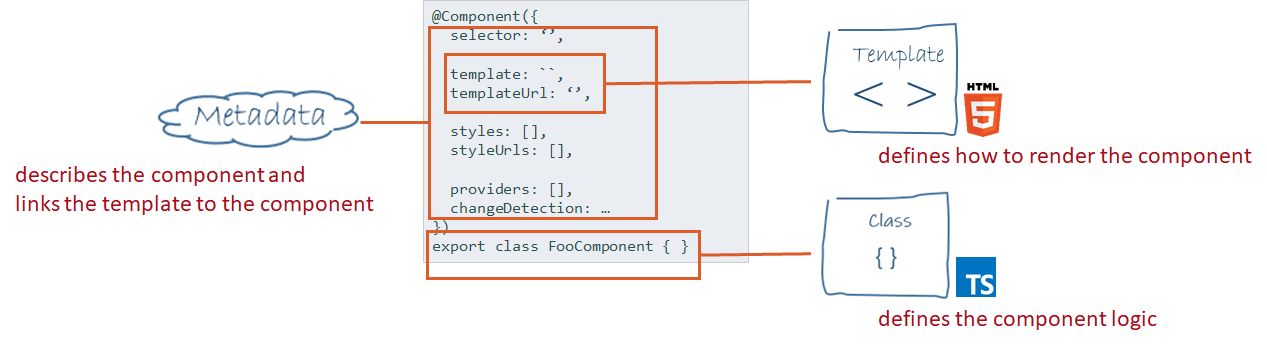 @Component({
selector: ‘’,
template: ``,
templateUrl: ‘’,
styles: [],
styleUrls: [],
providers: [],
changeDetection: …
})
export class FooComponent { }
Metadata
describes the component and
links the template to the component
Template
< >
HTML
5
defines how to render the component
Class
{ }
TS
defines the component logic